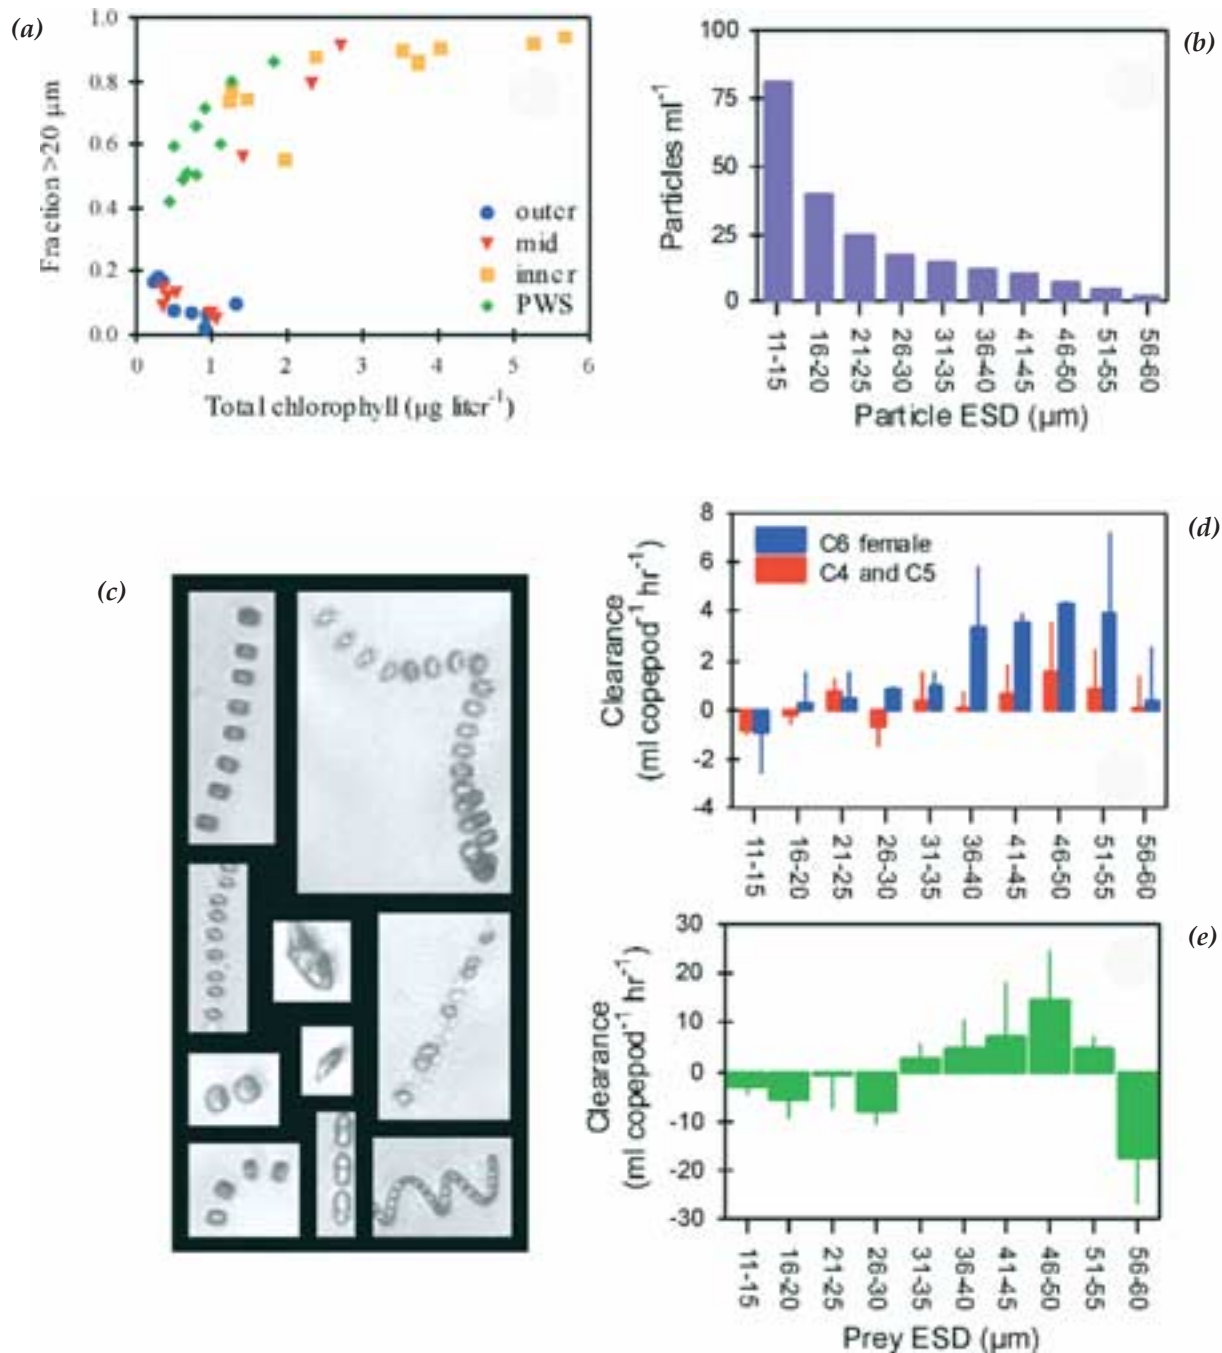 (a)
1.0
0.8
0.6
0.4
0.2
0.0
Fraction >20 µm
outer
mid
inner
PWS
0 1 2 3 4 5 6
Total chlorophyll (µg liter⁻¹)
(b)
100
75
50
25
0
Particles ml⁻¹
11-15 16-20 21-25 26-30 31-35 36-40 41-45 46-50 51-55 56-60
Particle ESD (µm)
(c)
(d)
8
6
4
2
0
-2
-4
Clearance
(ml copepod⁻¹ hr⁻¹)
C6 female
C4 and C5
11-15 16-20 21-25 26-30 31-35 36-40 41-45 46-50 51-55 56-60
(e)
30
20
10
0
-10
-20
-30
Clearance
(ml copepod⁻¹ hr⁻¹)
11-15 16-20 21-25 26-30 31-35 36-40 41-45 46-50 51-55 56-60
Prey ESD (µm)